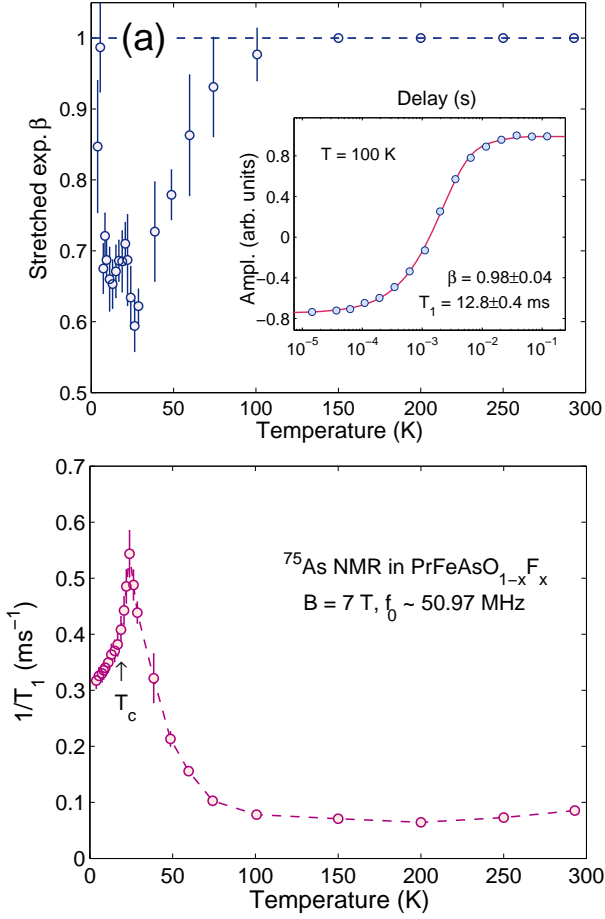 (a)
Stretched exp. β
1
0.9
0.8
0.7
0.6
0.5
0 50 100 150 200 250 300
Temperature (K)
Delay (s)
T = 100 K
Ampl. (arb. units)
0.8
0.4
0
−0.4
−0.8
β = 0.98±0.04
T₁ = 12.8±0.4 ms
10⁻⁵ 10⁻⁴ 10⁻³ 10⁻² 10⁻¹
1/T₁ (ms⁻¹)
0.7
0.6
0.5
0.4
0.3
0.2
0.1
0
⁷⁵As NMR in PrFeAsO₁₋ₓFₓ
B = 7 T, f₀ ~ 50.97 MHz
↑
T_c
0 50 100 150 200 250 300
Temperature (K)